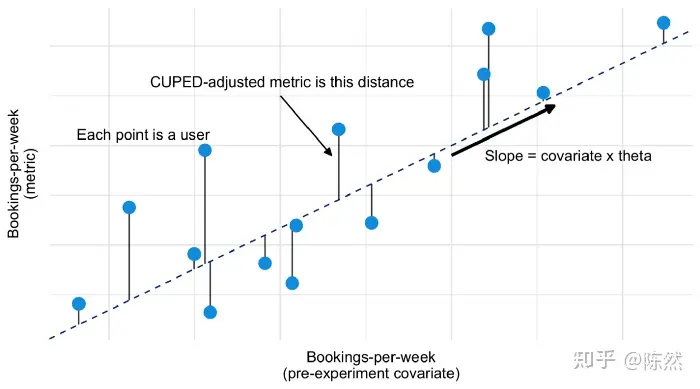 CUPED-adjusted metric is this distance
Each point is a user
Slope = covariate x theta
Bookings-per-week
(metric)
Bookings-per-week
(pre-experiment covariate)
知乎 @陈然